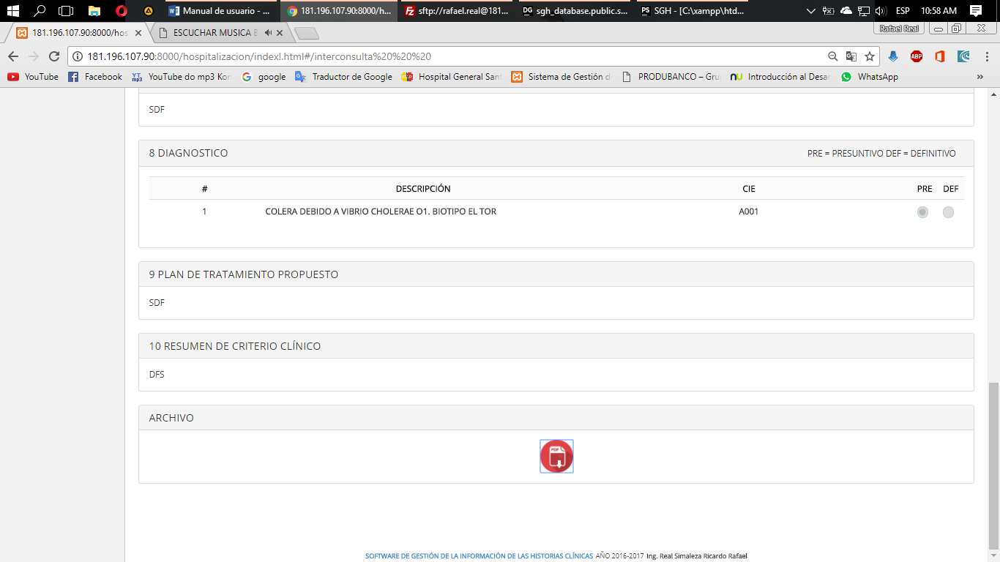 Manual de usuario - ...
181.196.107.90:8000/h...
sftp://rafael.real@181...
DG sgh_database.public.s...
PS SGH - [C:\xampp\htd...
ESP 10:58 AM
181.196.107.90:8000/hos
ESCUCHAR MUSICA
Rafael Real
181.196.107.90:8000/hospitalizacion/index!.html#/interconsulta%20%20%20
ABP
YouTube
Facebook
YouTube do mp3 Kon
google
Traductor de Google
Hospital General San
Sistema de Gestión d
PRODUBANCO – Gru
Introducción al Desar
WhatsApp
SDF
8 DIAGNOSTICO
PRE = PRESUNTIVO DEF = DEFINITIVO
# DESCRIPCIÓN CIE PRE DEF
1 COLERA DEBIDO A VIBRIO CHOLERAE O1. BIOTIPO EL TOR A001
9 PLAN DE TRATAMIENTO PROPUESTO
SDF
10 RESUMEN DE CRITERIO CLÍNICO
DFS
ARCHIVO
PDF
SOFTWARE DE GESTIÓN DE LA INFORMACIÓN DE LAS HISTORIAS CLÍNICAS AÑO 2016-2017 Ing. Real Simaleza Ricardo Rafael